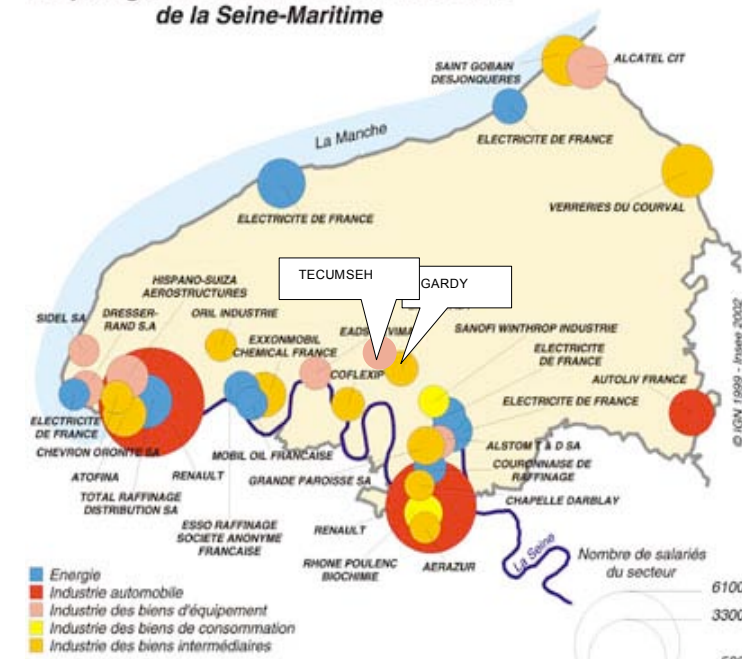 de la Seine-Maritime
SAINT GOBAIN
DESJONQUERES
ALCATEL CIT
La Manche
ELECTRICITE DE FRANCE
VERRERIES DU COURVAL
ELECTRICITE DE FRANCE
TECUMSEH
GARDY
HISPANO-SUIZA
AEROSTRUCTURES
SIDEL SA
DRESSER-
RAND S.A
ORIL INDUSTRIE
EXXONMOBIL
CHEMICAL FRANCE
EADS
COFLEXIP
SANOFI WINTHROP INDUSTRIE
ELECTRICITE
DE FRANCE
AUTOLIV FRANCE
ELECTRICITE DE FRANCE
ELECTRICITE
DE FRANCE
CHEVRON ORONITE SA
ATOFINA
RENAULT
TOTAL RAFFINAGE
DISTRIBUTION SA
MOBIL OIL FRANCAISE
GRANDE PAROISSE SA
ESSO RAFFINAGE
SOCIETE ANONYME
FRANCAISE
RENAULT
RHONE POULENC
BIOCHIMIE
AERAZUR
ALSTOM T & D SA
COURONNAISE DE
RAFFINAGE
CHAPELLE DARBLAY
La Seine
© IGN 1999 - Insee 2002
Energie
Industrie automobile
Industrie des biens d'équipement
Industrie des biens de consommation
Industrie des biens intermédiaires
Nombre de salariés
du secteur
6100
3300